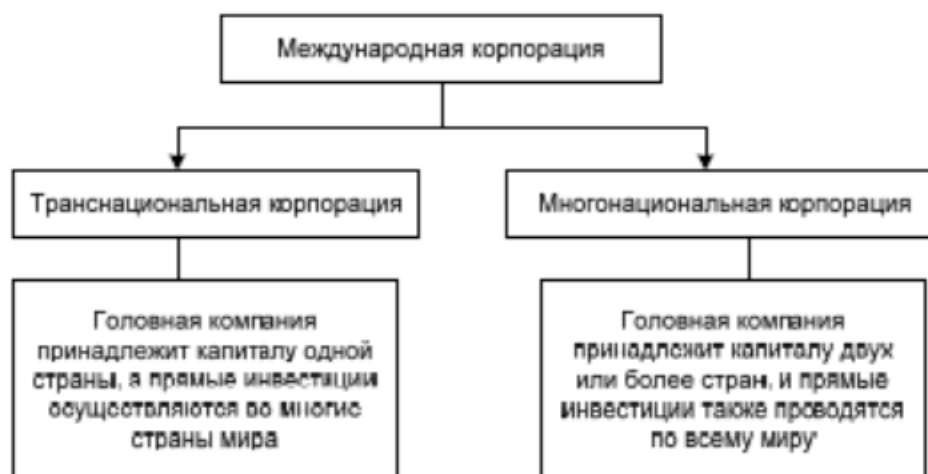 Международная корпорация
Транснациональная корпорация
Многонациональная корпорация
Головная компания
принадлежит капиталу одной
страны, а прямые инвестиции
осуществляются во многие
страны мира
Головная компания
принадлежит капиталу двух
или более стран, и прямые
инвестиции также проводятся
по всему миру